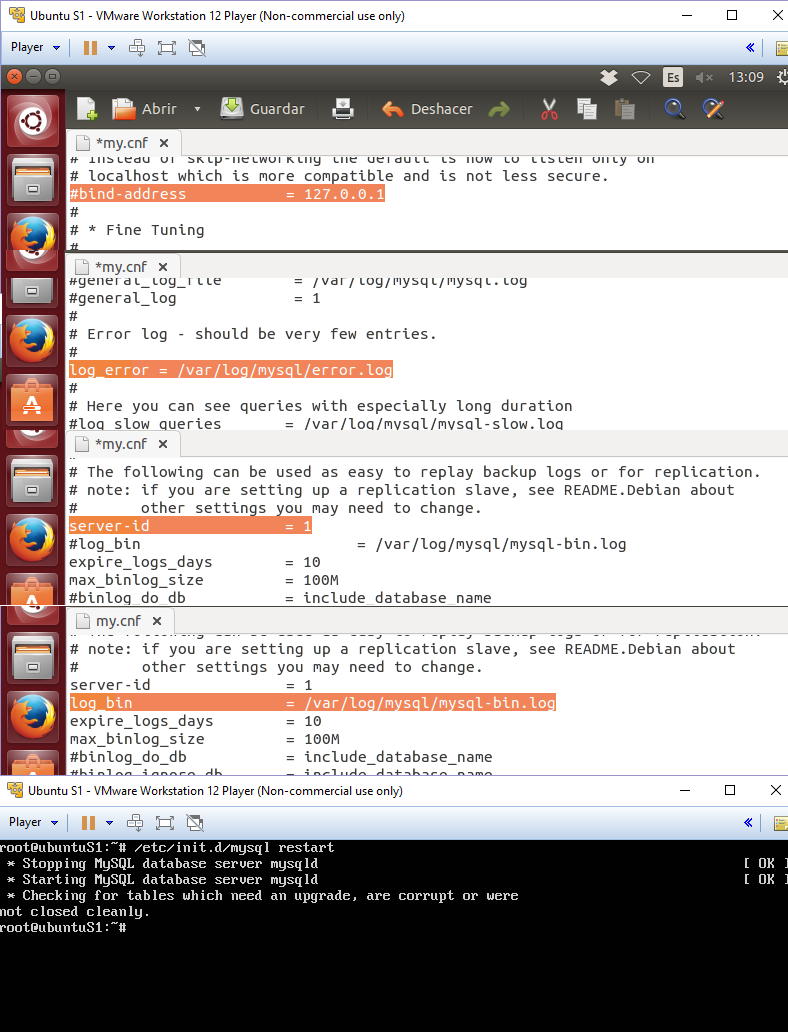 Ubuntu S1 - VMware Workstation 12 Player (Non-commercial use only)
Player
Es 13:09
Abrir Guardar Deshacer
*my.cnf
# Instead of skip-networking the default is now to listen only on
# localhost which is more compatible and is not less secure.
#bind-address = 127.0.0.1
#
# * Fine Tuning
#
*my.cnf
#general_log_file = /var/log/mysql/mysql.log
#general_log = 1
#
# Error log - should be very few entries.
#
log_error = /var/log/mysql/error.log
#
# Here you can see queries with especially long duration
#log_slow_queries = /var/log/mysql/mysql-slow.log
*my.cnf
# The following can be used as easy to replay backup logs or for replication.
# note: if you are setting up a replication slave, see README.Debian about
# other settings you may need to change.
server-id = 1
#log_bin = /var/log/mysql/mysql-bin.log
expire_logs_days = 10
max_binlog_size = 100M
#binlog_do_db = include_database_name
my.cnf
# The following can be used as easy to replay backup logs or for replication.
# note: if you are setting up a replication slave, see README.Debian about
# other settings you may need to change.
server-id = 1
log_bin = /var/log/mysql/mysql-bin.log
expire_logs_days = 10
max_binlog_size = 100M
#binlog_do_db = include_database_name
#binlog_ignore_db = include_database_name
Ubuntu S1 - VMware Workstation 12 Player (Non-commercial use only)
Player
root@ubuntuS1:~# /etc/init.d/mysql restart
* Stopping MySQL database server mysqld [ OK ]
* Starting MySQL database server mysqld [ OK ]
* Checking for tables which need an upgrade, are corrupt or were
not closed cleanly.
root@ubuntuS1:~#